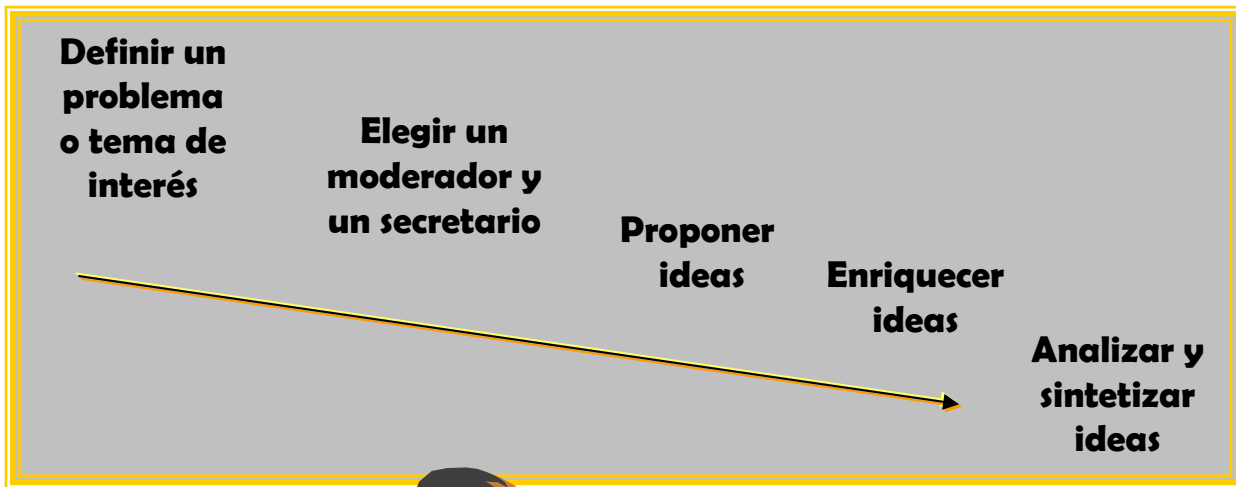 Definir un
problema
o tema de
interés
Elegir un
moderador y
un secretario
Proponer
ideas
Enriquecer
ideas
Analizar y
sintetizar
ideas